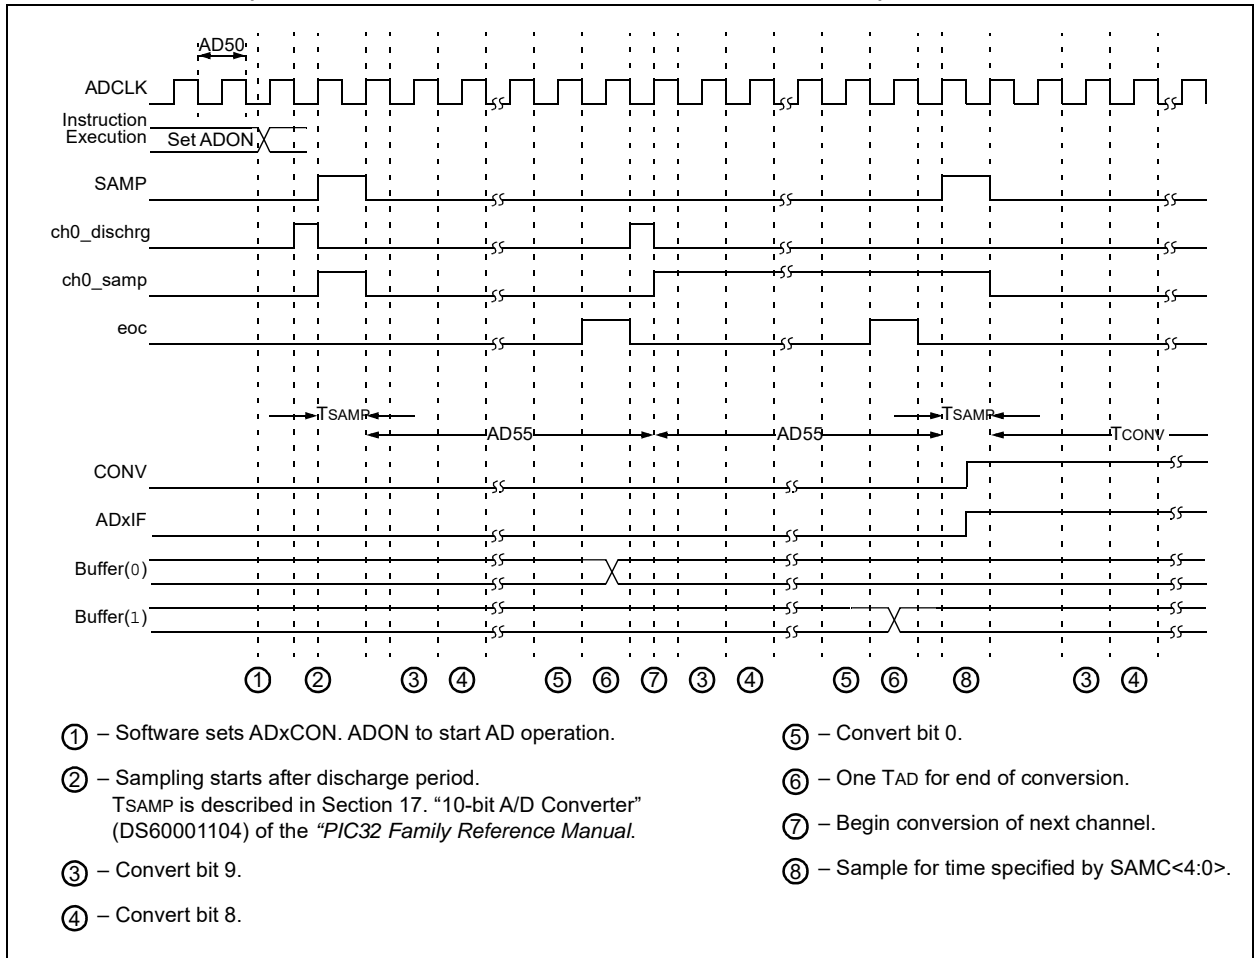 AD50
ADCLK
Instruction
Execution
Set ADON
SAMP
ch0_dischrg
ch0_samp
eoc
TSAMP
TSAMP
AD55
AD55
TCONV
CONV
ADxIF
Buffer(0)
Buffer(1)
1 2 3 4 5 6 7 3 4 5 6 8 3 4
1 – Software sets ADxCON. ADON to start AD operation.
2 – Sampling starts after discharge period.
TSAMP is described in Section 17. “10-bit A/D Converter”
(DS60001104) of the “PIC32 Family Reference Manual.
3 – Convert bit 9.
4 – Convert bit 8.
5 – Convert bit 0.
6 – One TAD for end of conversion.
7 – Begin conversion of next channel.
8 – Sample for time specified by SAMC<4:0>.